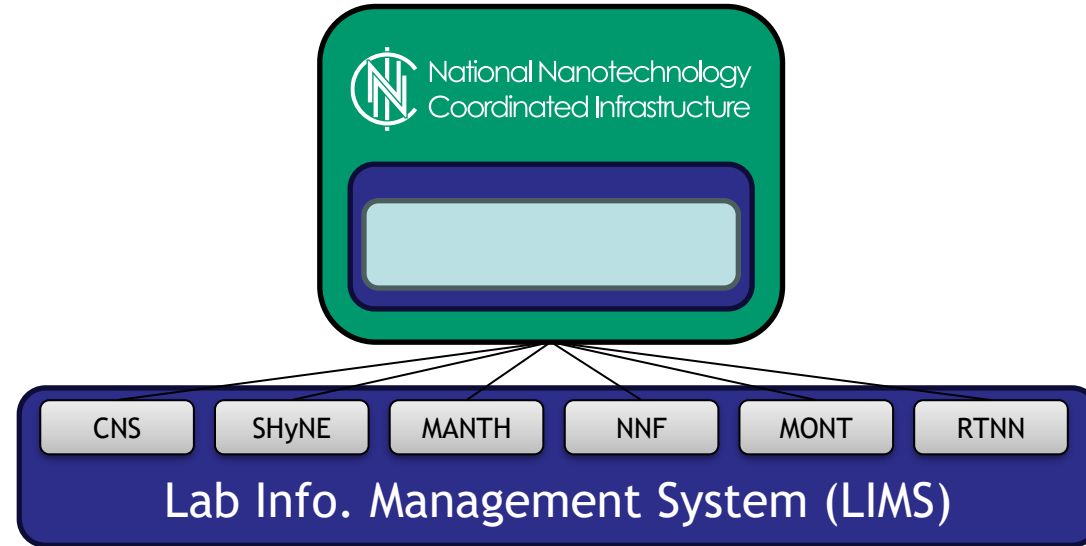 National Nanotechnology
Coordinated Infrastructure
CNS SHyNE MANTH NNF MONT RTNN
Lab Info. Management System (LIMS)